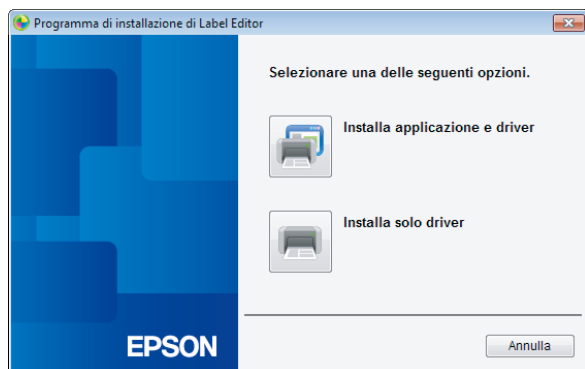 Programma di installazione di Label Editor
Selezionare una delle seguenti opzioni.
Installa applicazione e driver
Installa solo driver
EPSON
Annulla